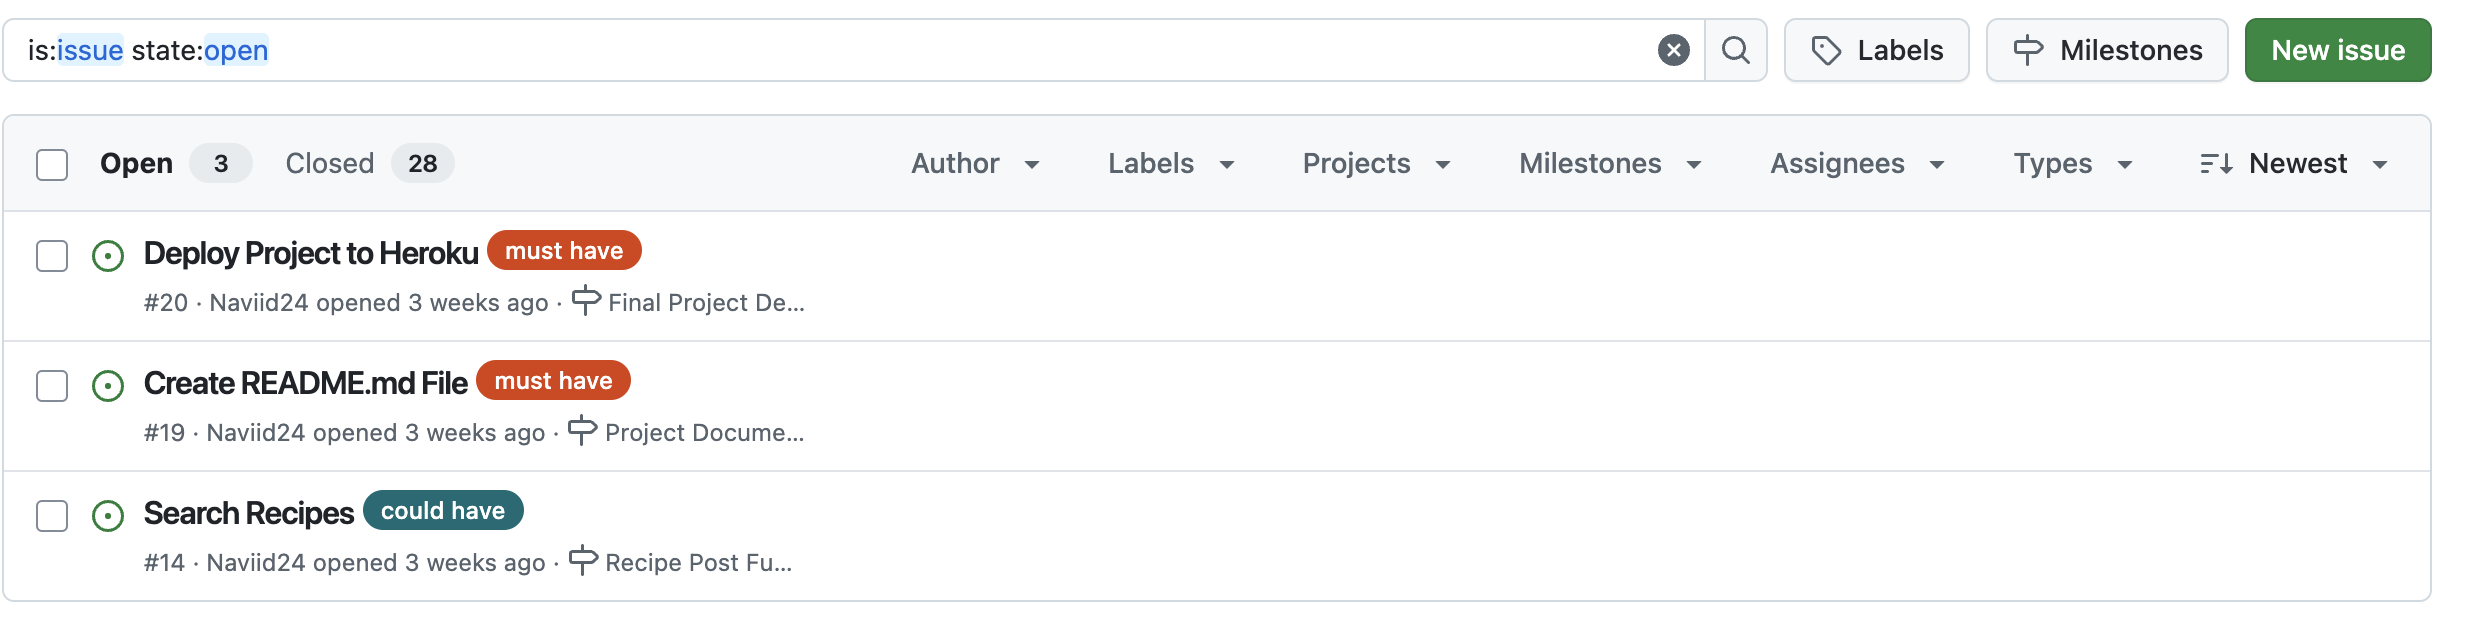 is:issue state:open
Labels
Milestones
New issue
Open 3 Closed 28 Author Labels Projects Milestones Assignees Types Newest
Deploy Project to Heroku must have
#20 · Naviid24 opened 3 weeks ago · Final Project De...
Create README.md File must have
#19 · Naviid24 opened 3 weeks ago · Project Docume...
Search Recipes could have
#14 · Naviid24 opened 3 weeks ago · Recipe Post Fu...